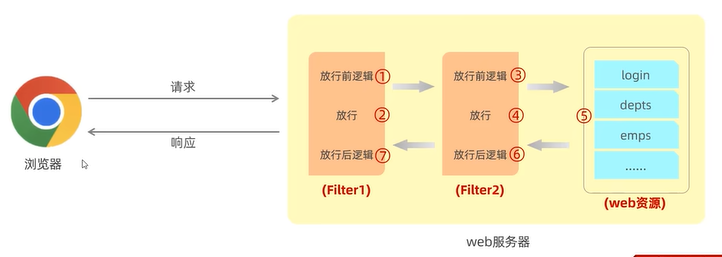 请求
响应
浏览器
放行前逻辑 ①
放行 ②
放行后逻辑 ⑦
(Filter1)
放行前逻辑 ③
放行 ④
放行后逻辑 ⑥
(Filter2)
⑤
login
depts
emps
......
(web资源)
web服务器